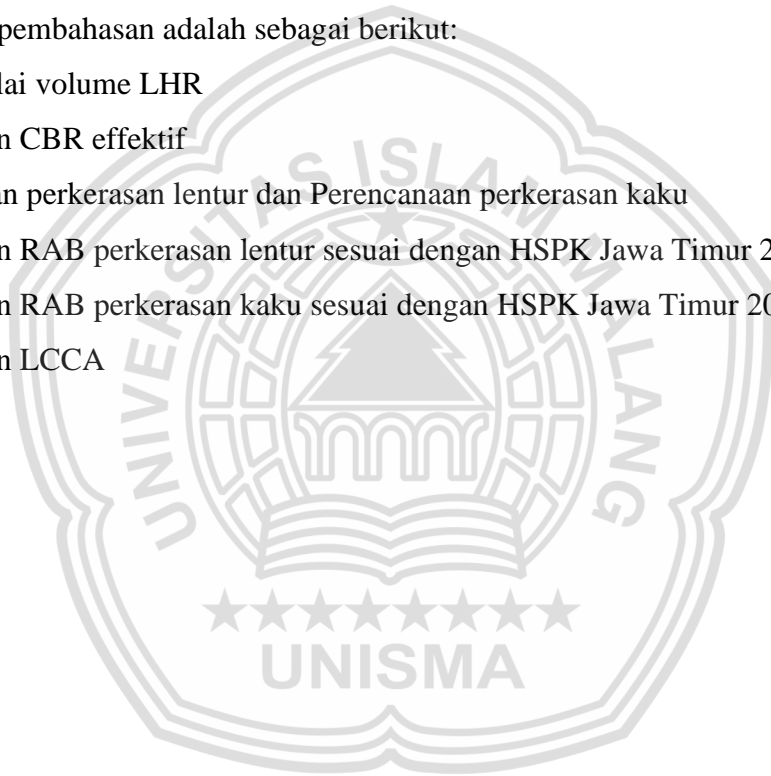 pembahasan adalah sebagai berikut:
lai volume LHR
n CBR effektif
an perkerasan lentur dan Perencanaan perkerasan kaku
n RAB perkerasan lentur sesuai dengan HSPK Jawa Timur 2
n RAB perkerasan kaku sesuai dengan HSPK Jawa Timur 20
n LCCA
UNIVERSITAS ISLAM MALANG
UNISMA